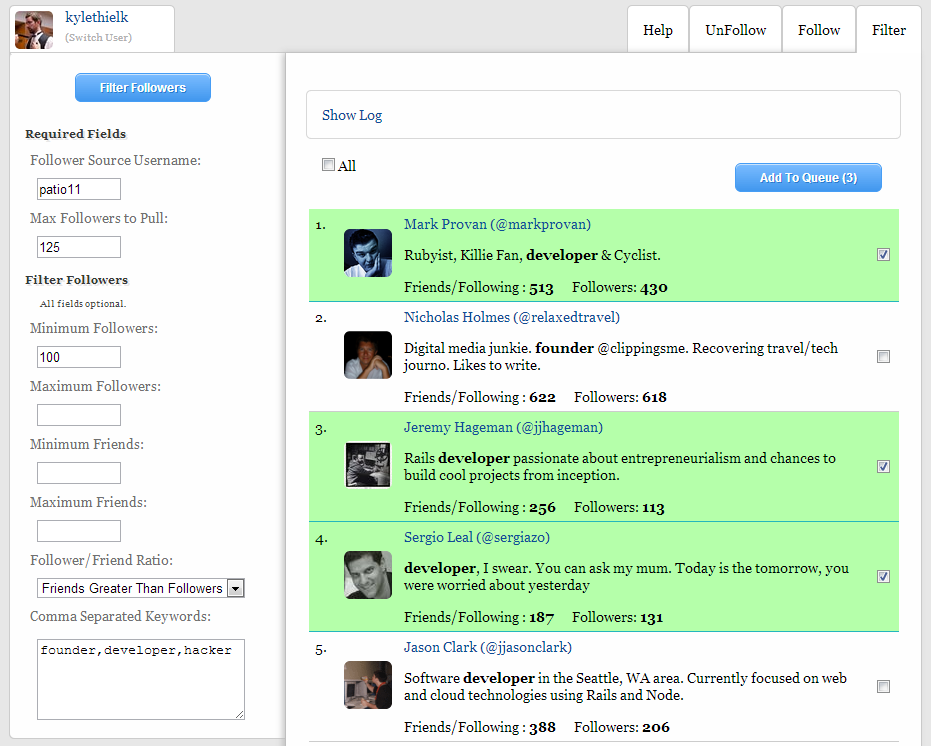 kylethielk
(Switch User)
Help
UnFollow
Follow
Filter
Filter Followers
Required Fields
Follower Source Username:
patio11
Max Followers to Pull:
125
Filter Followers
All fields optional.
Minimum Followers:
100
Maximum Followers:
Minimum Friends:
Maximum Friends:
Follower/Friend Ratio:
Friends Greater Than Followers
Comma Separated Keywords:
founder,developer,hacker
Show Log
All
Add To Queue (3)
1.
Mark Provan (@markprovan)
Rubyist, Killie Fan, developer & Cyclist.
Friends/Following : 513 Followers: 430
2.
Nicholas Holmes (@relaxedtravel)
Digital media junkie. founder @clippingsme. Recovering travel/tech
journo. Likes to write.
Friends/Following : 622 Followers: 618
3.
Jeremy Hageman (@jjhageman)
Rails developer passionate about entrepreneurialism and chances to
build cool projects from inception.
Friends/Following : 256 Followers: 113
4.
Sergio Leal (@sergiazo)
developer, I swear. You can ask my mum. Today is the tomorrow, you
were worried about yesterday
Friends/Following : 187 Followers: 131
5.
Jason Clark (@jjasonclark)
Software developer in the Seattle, WA area. Currently focused on web
and cloud technologies using Rails and Node.
Friends/Following : 388 Followers: 206